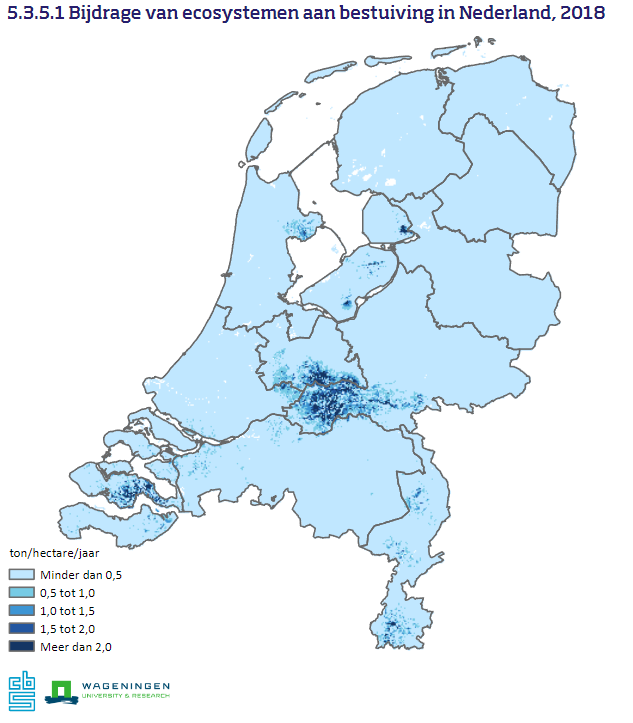 5.3.5.1 Bijdrage van ecosystemen aan bestuiving in Nederland, 2018
ton/hectare/jaar
Minder dan 0,5
0,5 tot 1,0
1,0 tot 1,5
1,5 tot 2,0
Meer dan 2,0
cbs
WAGENINGEN
UNIVERSITY & RESEARCH